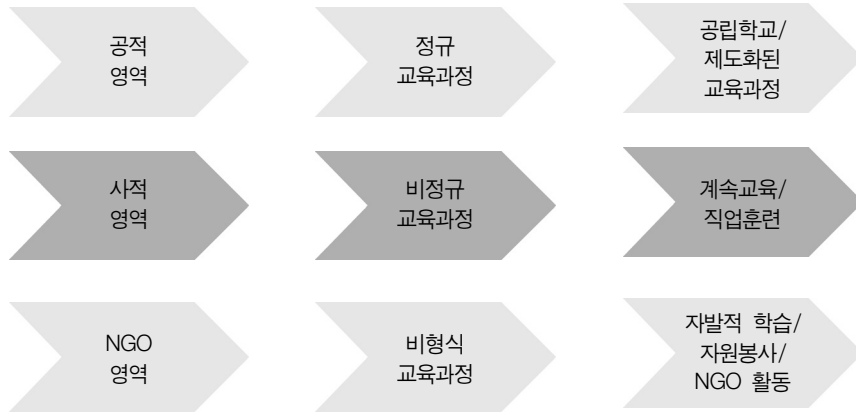 공적
영역
정규
교육과정
공립학교/
제도화된
교육과정
사적
영역
비정규
교육과정
계속교육/
직업훈련
NGO
영역
비형식
교육과정
자발적 학습/
자원봉사/
NGO 활동